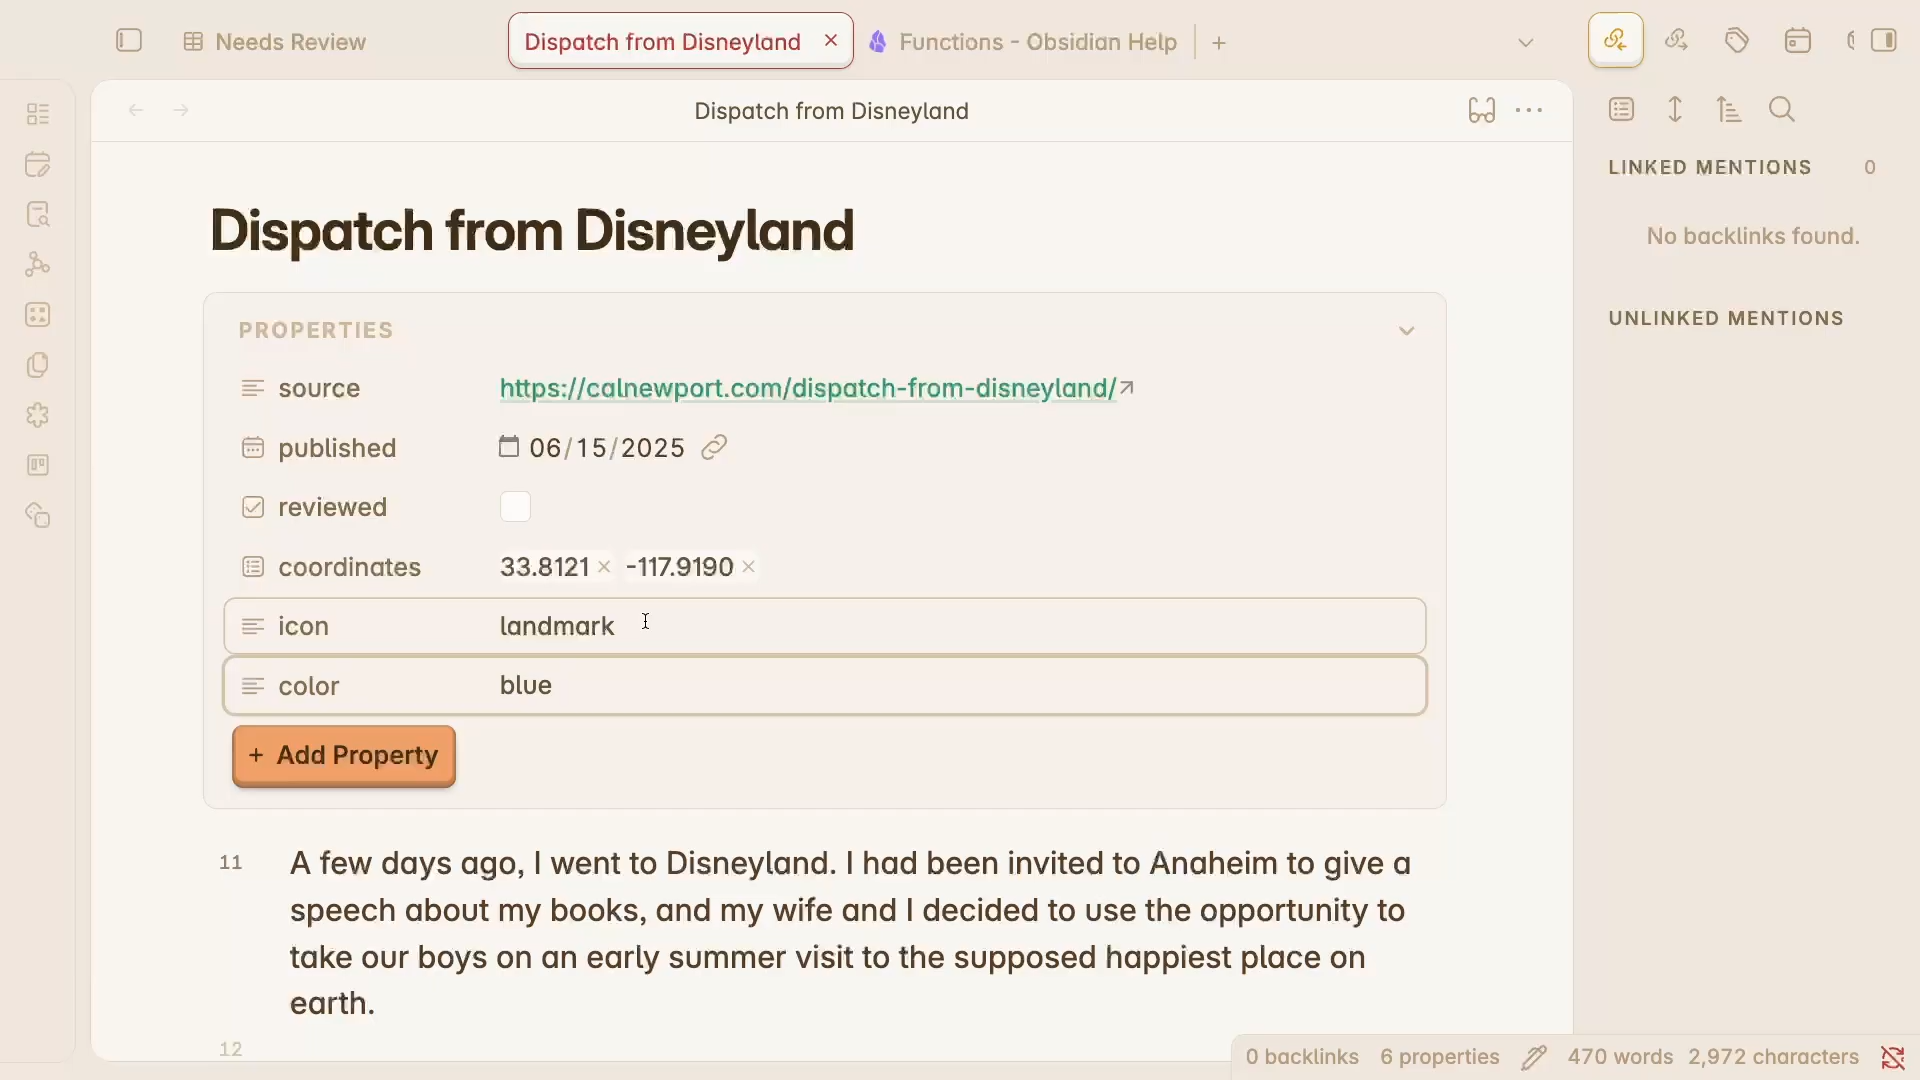 Needs Review
Dispatch from Disneyland ×
Functions - Obsidian Help
Dispatch from Disneyland
Dispatch from Disneyland
PROPERTIES
source https://calnewport.com/dispatch-from-disneyland/
published 06/15/2025
reviewed
coordinates 33.8121 × -117.9190 ×
icon landmark
color blue
+ Add Property
11 A few days ago, I went to Disneyland. I had been invited to Anaheim to give a
speech about my books, and my wife and I decided to use the opportunity to
take our boys on an early summer visit to the supposed happiest place on
earth.
12
LINKED MENTIONS 0
No backlinks found.
UNLINKED MENTIONS
0 backlinks 6 properties 470 words 2,972 characters